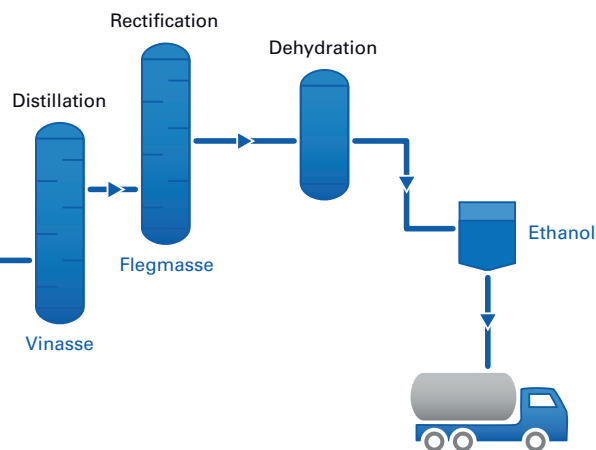 Rectification
Dehydration
Distillation
Ethanol
Flegmasse
Vinasse